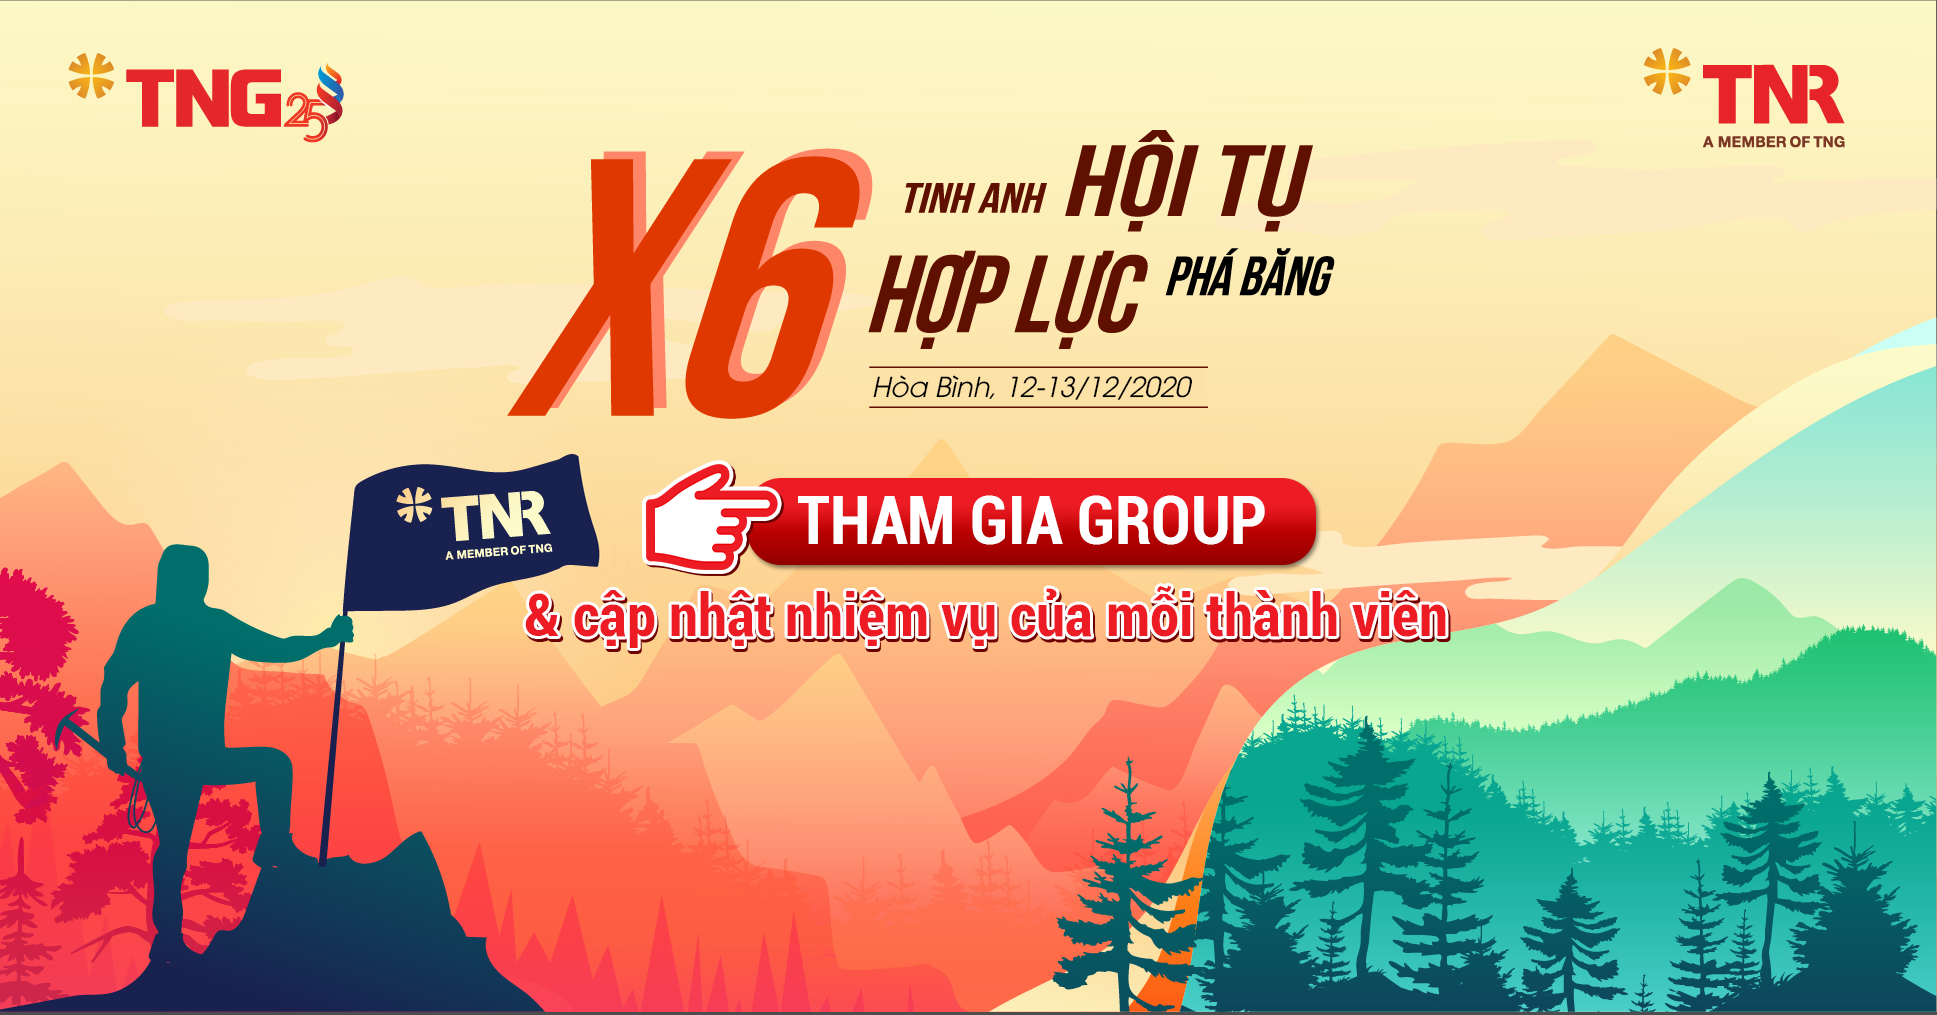 TNG 25
TNR
A MEMBER OF TNG
X6
TINH ANH HỘI TỤ
HỢP LỰC PHÁ BĂNG
Hòa Bình, 12-13/12/2020
TNR
A MEMBER OF TNG
THAM GIA GROUP
& cập nhật nhiệm vụ của mỗi thành viên